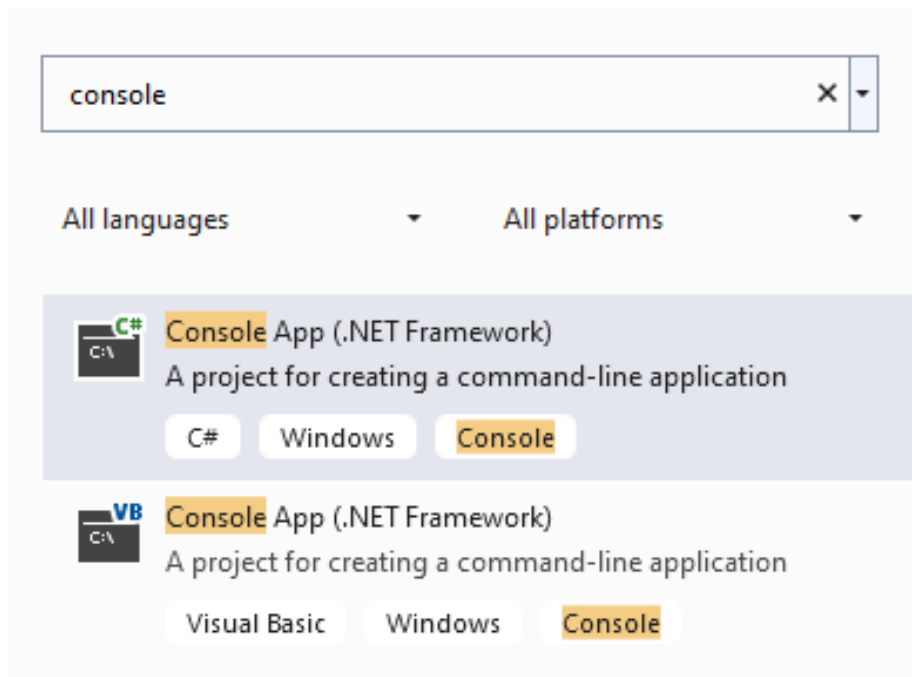 console
All languages All platforms
C#
C:\
Console App (.NET Framework)
A project for creating a command-line application
C# Windows Console
VB
C:\
Console App (.NET Framework)
A project for creating a command-line application
Visual Basic Windows Console